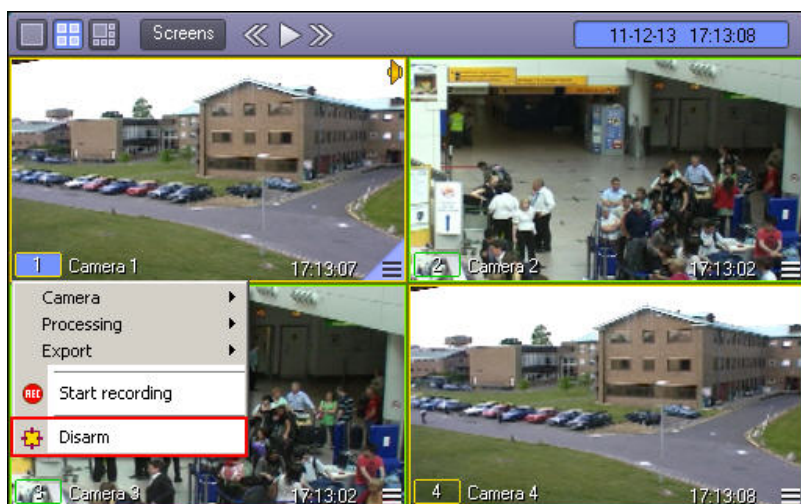 Screens
11-12-13 17:13:08
1 Camera 1 17:13:07
2 Camera 2 17:13:02
Camera
Processing
Export
REC Start recording
Disarm
3 Camera 3 17:13:02
4 Camera 4 17:13:08